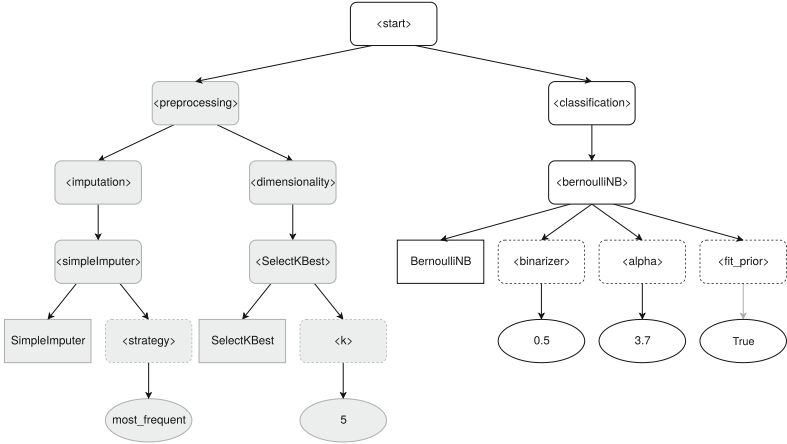 <start>
<preprocessing>
<classification>
<imputation>
<dimensionality>
<bernoulliNB>
<simpleImputer>
<SelectKBest>
BernoulliNB
<binarizer>
<alpha>
<fit_prior>
SimpleImputer
<strategy>
SelectKBest
<k>
0.5
3.7
True
most_frequent
5